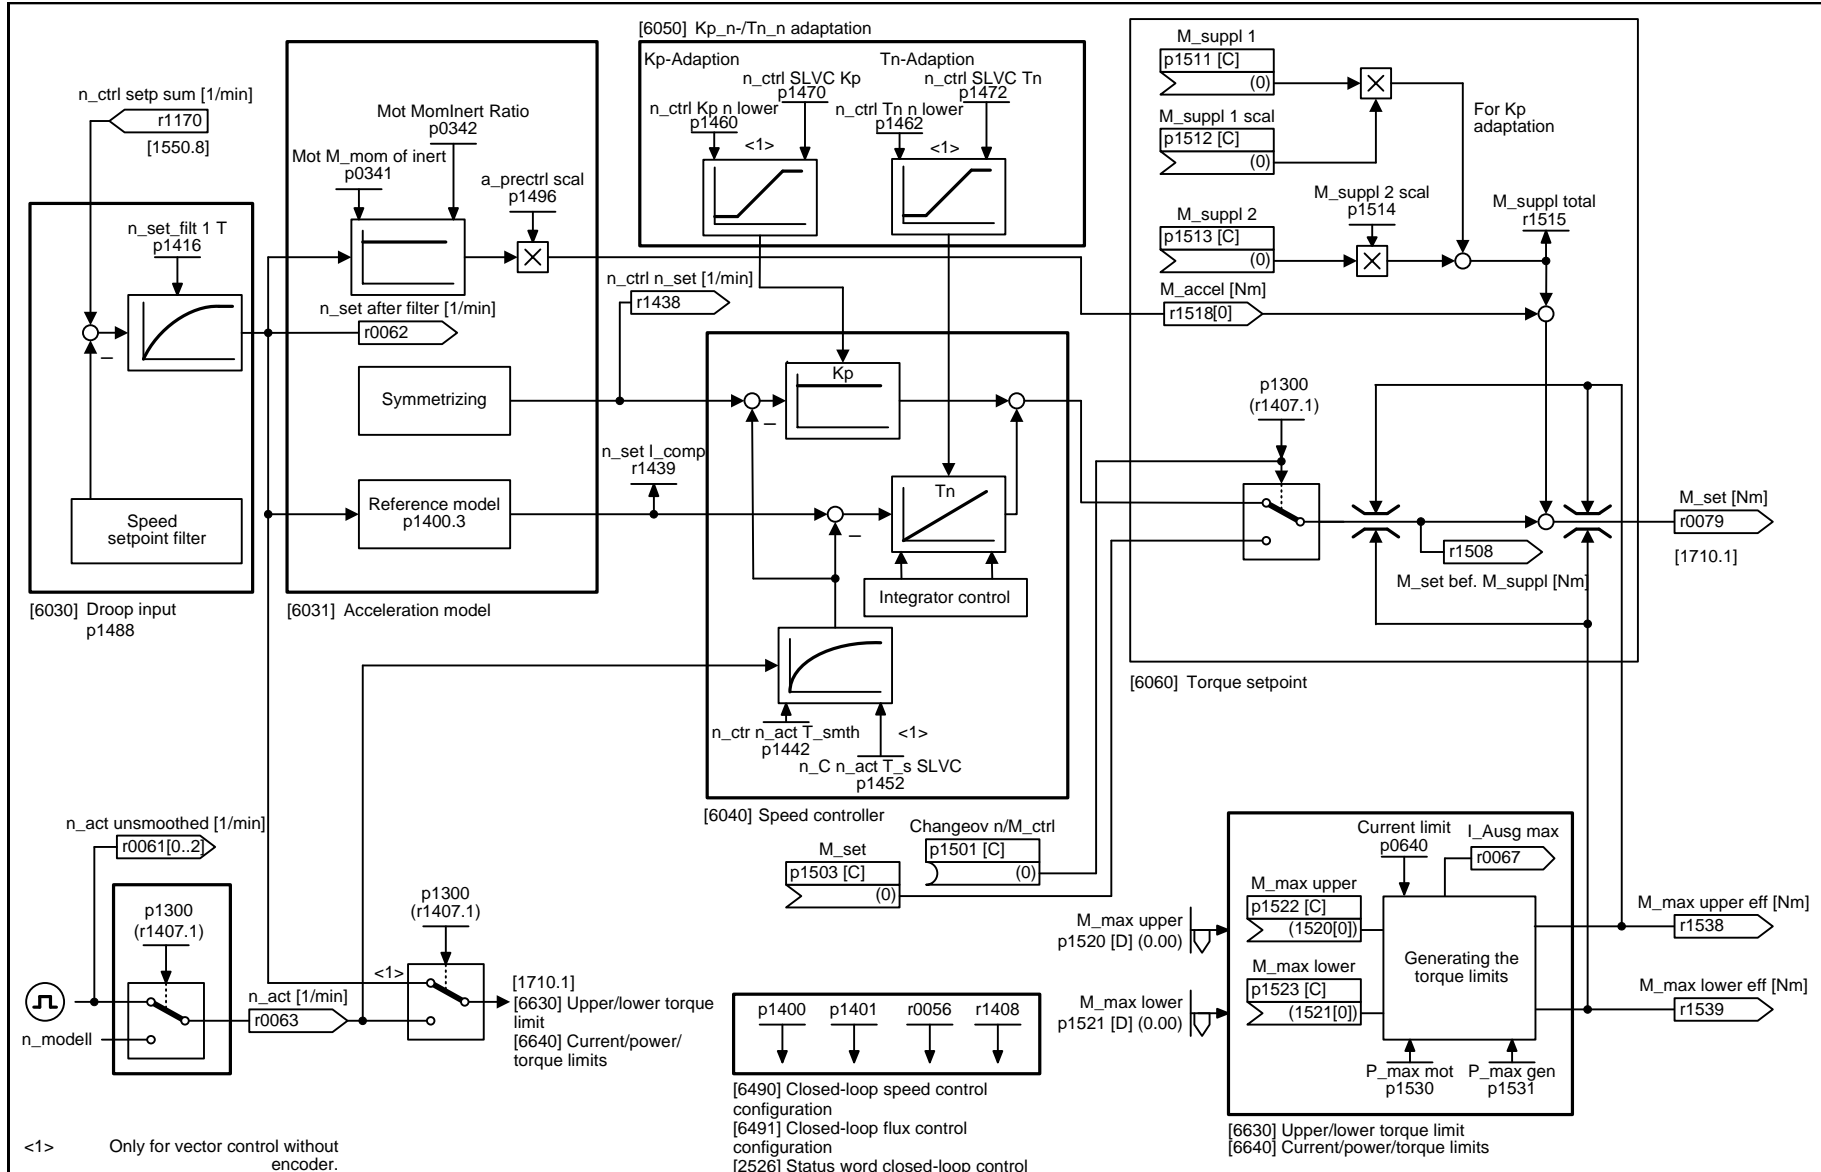 [6050] Kp_n-/Tn_n adaptation
Kp-Adaption
Tn-Adaption
n_ctrl SLVC Kp
p1470
n_ctrl SLVC Tn
p1472
n_ctrl Kp n lower
p1460
n_ctrl Tn n lower
p1462
<1>
<1>
n_ctrl setp sum [1/min]
r1170
[1550.8]
Mot MomInert Ratio
p0342
Mot M_mom of inert
p0341
a_prectrl scal
p1496
n_set_filt 1 T
p1416
n_set after filter [1/min]
r0062
–
Speed
setpoint filter
[6030] Droop input
p1488
Symmetrizing
Reference model
p1400.3
[6031] Acceleration model
n_ctrl n_set [1/min]
r1438
n_set I_comp
r1439
Kp
–
Tn
–
Integrator control
n_ctr n_act T_smth
p1442
<1>
n_C n_act T_s SLVC
p1452
[6040] Speed controller
M_suppl 1
p1511 [C]
(0)
M_suppl 1 scal
p1512 [C]
(0)
For Kp
adaptation
M_suppl 2 scal
p1514
M_suppl 2
p1513 [C]
(0)
M_suppl total
r1515
M_accel [Nm]
r1518[0]
p1300
(r1407.1)
r1508
M_set bef. M_suppl [Nm]
M_set [Nm]
r0079
[1710.1]
[6060] Torque setpoint
n_act unsmoothed [1/min]
r0061[0..2]
p1300
(r1407.1)
n_modell
n_act [1/min]
r0063
p1300
(r1407.1)
<1>
[1710.1]
[6630] Upper/lower torque
limit
[6640] Current/power/
torque limits
M_set
p1503 [C]
(0)
Changeov n/M_ctrl
p1501 [C]
(0)
p1400
p1401
r0056
r1408
[6490] Closed-loop speed control
configuration
[6491] Closed-loop flux control
configuration
[2526] Status word closed-loop control
M_max upper
p1520 [D] (0.00)
M_max lower
p1521 [D] (0.00)
Current limit
p0640
I_Ausg max
r0067
M_max upper
p1522 [C]
(1520[0])
M_max lower
p1523 [C]
(1521[0])
Generating the
torque limits
P_max mot
p1530
P_max gen
p1531
M_max upper eff [Nm]
r1538
M_max lower eff [Nm]
r1539
[6630] Upper/lower torque limit
[6640] Current/power/torque limits
<1> Only for vector control without
encoder.